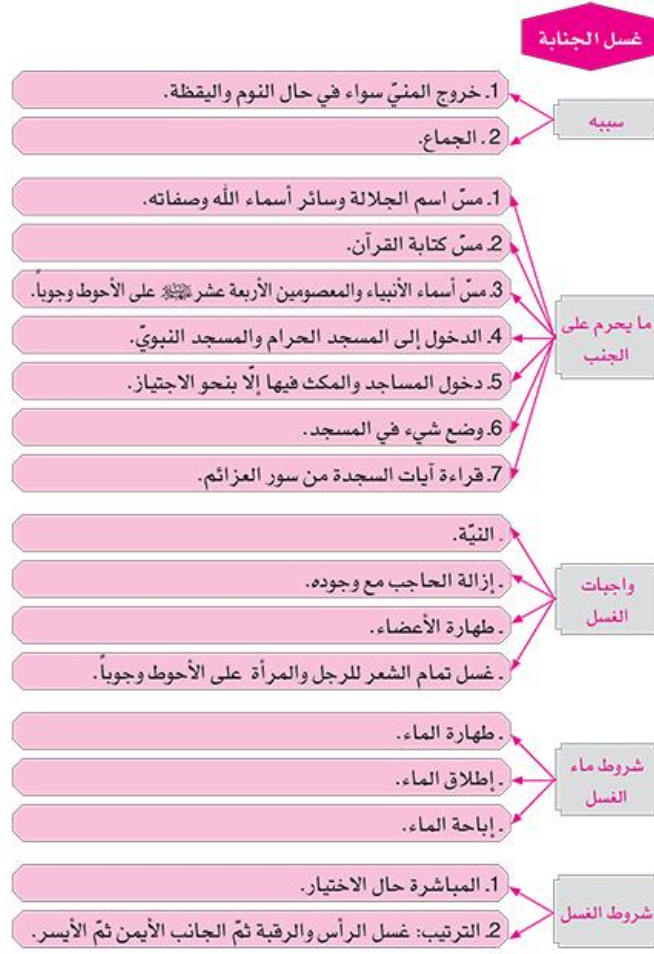 غسل الجنابة
سببه
1. خروج المنيّ سواء في حال النوم واليقظة.
2. الجماع.
ما يحرم على
الجنب
1. مسّ اسم الجلالة وسائر أسماء الله وصفاته.
2. مسّ كتابة القرآن.
3. مسّ أسماء الأنبياء والمعصومين الأربعة عشر على الأحوط وجوباً.
4. الدخول إلى المسجد الحرام والمسجد النبويّ.
5. دخول المساجد والمكث فيها إلّا بنحو الاجتياز.
6. وضع شيء في المسجد.
7. قراءة آيات السجدة من سور العزائم.
واجبات
الغسل
. النيّة.
. إزالة الحاجب مع وجوده.
. طهارة الأعضاء.
. غسل تمام الشعر للرجل والمرأة على الأحوط وجوباً.
شروط ماء
الغسل
. طهارة الماء.
. إطلاق الماء.
. إباحة الماء.
شروط الغسل
1. المباشرة حال الاختيار.
2. الترتيب: غسل الرأس والرقبة ثمّ الجانب الأيمن ثمّ الأيسر.